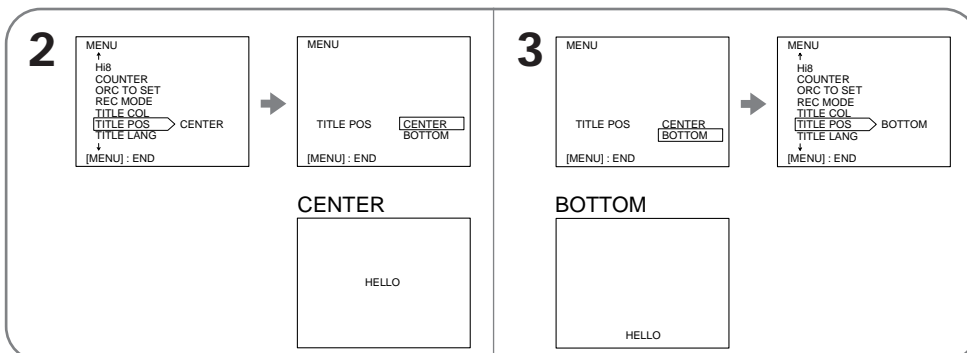 2
MENU
Hi8
COUNTER
ORC TO SET
REC MODE
TITLE COL
TITLE POS CENTER
TITLE LANG
[MENU] : END
MENU
TITLE POS CENTER
BOTTOM
[MENU] : END
CENTER
HELLO
3
MENU
TITLE POS CENTER
BOTTOM
[MENU] : END
MENU
Hi8
COUNTER
ORC TO SET
REC MODE
TITLE COL
TITLE POS BOTTOM
TITLE LANG
[MENU] : END
BOTTOM
HELLO